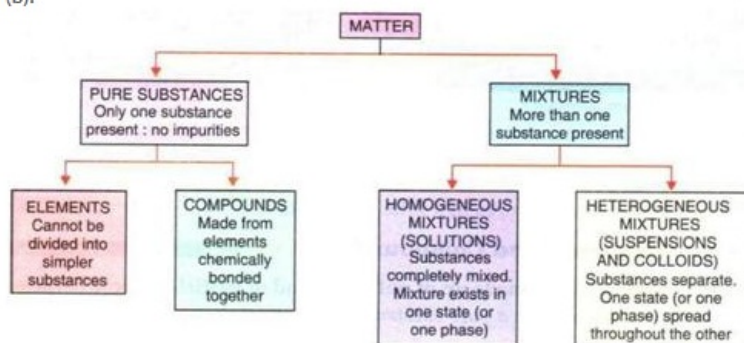 (b).
MATTER
PURE SUBSTANCES
Only one substance
present : no impurities
MIXTURES
More than one
substance present
ELEMENTS
Cannot be
divided into
simpler
substances
COMPOUNDS
Made from
elements
chemically
bonded
together
HOMOGENEOUS
MIXTURES
(SOLUTIONS)
Substances
completely mixed.
Mixture exists in
one state (or
one phase)
HETEROGENEOUS
MIXTURES
(SUSPENSIONS
AND COLLOIDS)
Substances separate.
One state (or one
phase) spread
throughout the other